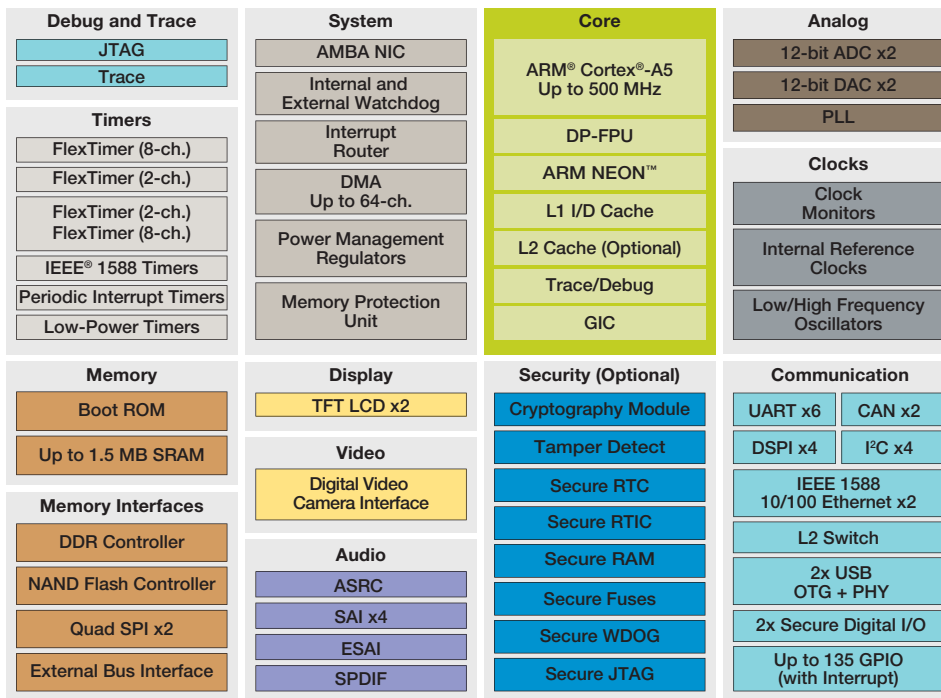 Debug and Trace
JTAG
Trace
Timers
FlexTimer (8-ch.)
FlexTimer (2-ch.)
FlexTimer (2-ch.)
FlexTimer (8-ch.)
IEEE® 1588 Timers
Periodic Interrupt Timers
Low-Power Timers
System
AMBA NIC
Internal and
External Watchdog
Interrupt
Router
DMA
Up to 64-ch.
Power Management
Regulators
Memory Protection
Unit
Core
ARM® Cortex®-A5
Up to 500 MHz
DP-FPU
ARM NEON™
L1 I/D Cache
L2 Cache (Optional)
Trace/Debug
GIC
Analog
12-bit ADC x2
12-bit DAC x2
PLL
Clocks
Clock
Monitors
Internal Reference
Clocks
Low/High Frequency
Oscillators
Memory
Boot ROM
Up to 1.5 MB SRAM
Memory Interfaces
DDR Controller
NAND Flash Controller
Quad SPI x2
External Bus Interface
Display
TFT LCD x2
Video
Digital Video
Camera Interface
Audio
ASRC
SAI x4
ESAI
SPDIF
Security (Optional)
Cryptography Module
Tamper Detect
Secure RTC
Secure RTIC
Secure RAM
Secure Fuses
Secure WDOG
Secure JTAG
Communication
UART x6
CAN x2
DSPI x4
I²C x4
IEEE 1588
10/100 Ethernet x2
L2 Switch
2x USB
OTG + PHY
2x Secure Digital I/O
Up to 135 GPIO
(with Interrupt)